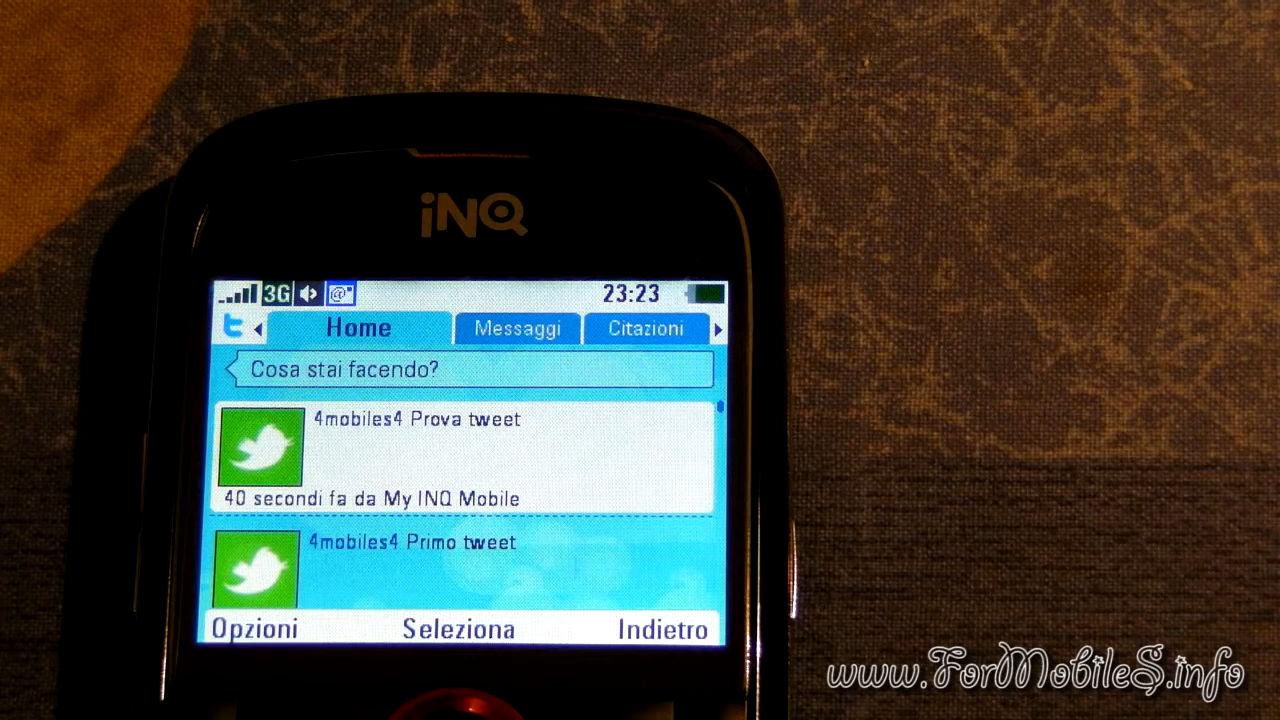 iNQ
3G 23:23
Home Messaggi Citazioni
Cosa stai facendo?
4mobiles4 Prova tweet
40 secondi fa da My INQ Mobile
4mobiles4 Primo tweet
Opzioni Seleziona Indietro
www.ForMobileS.info